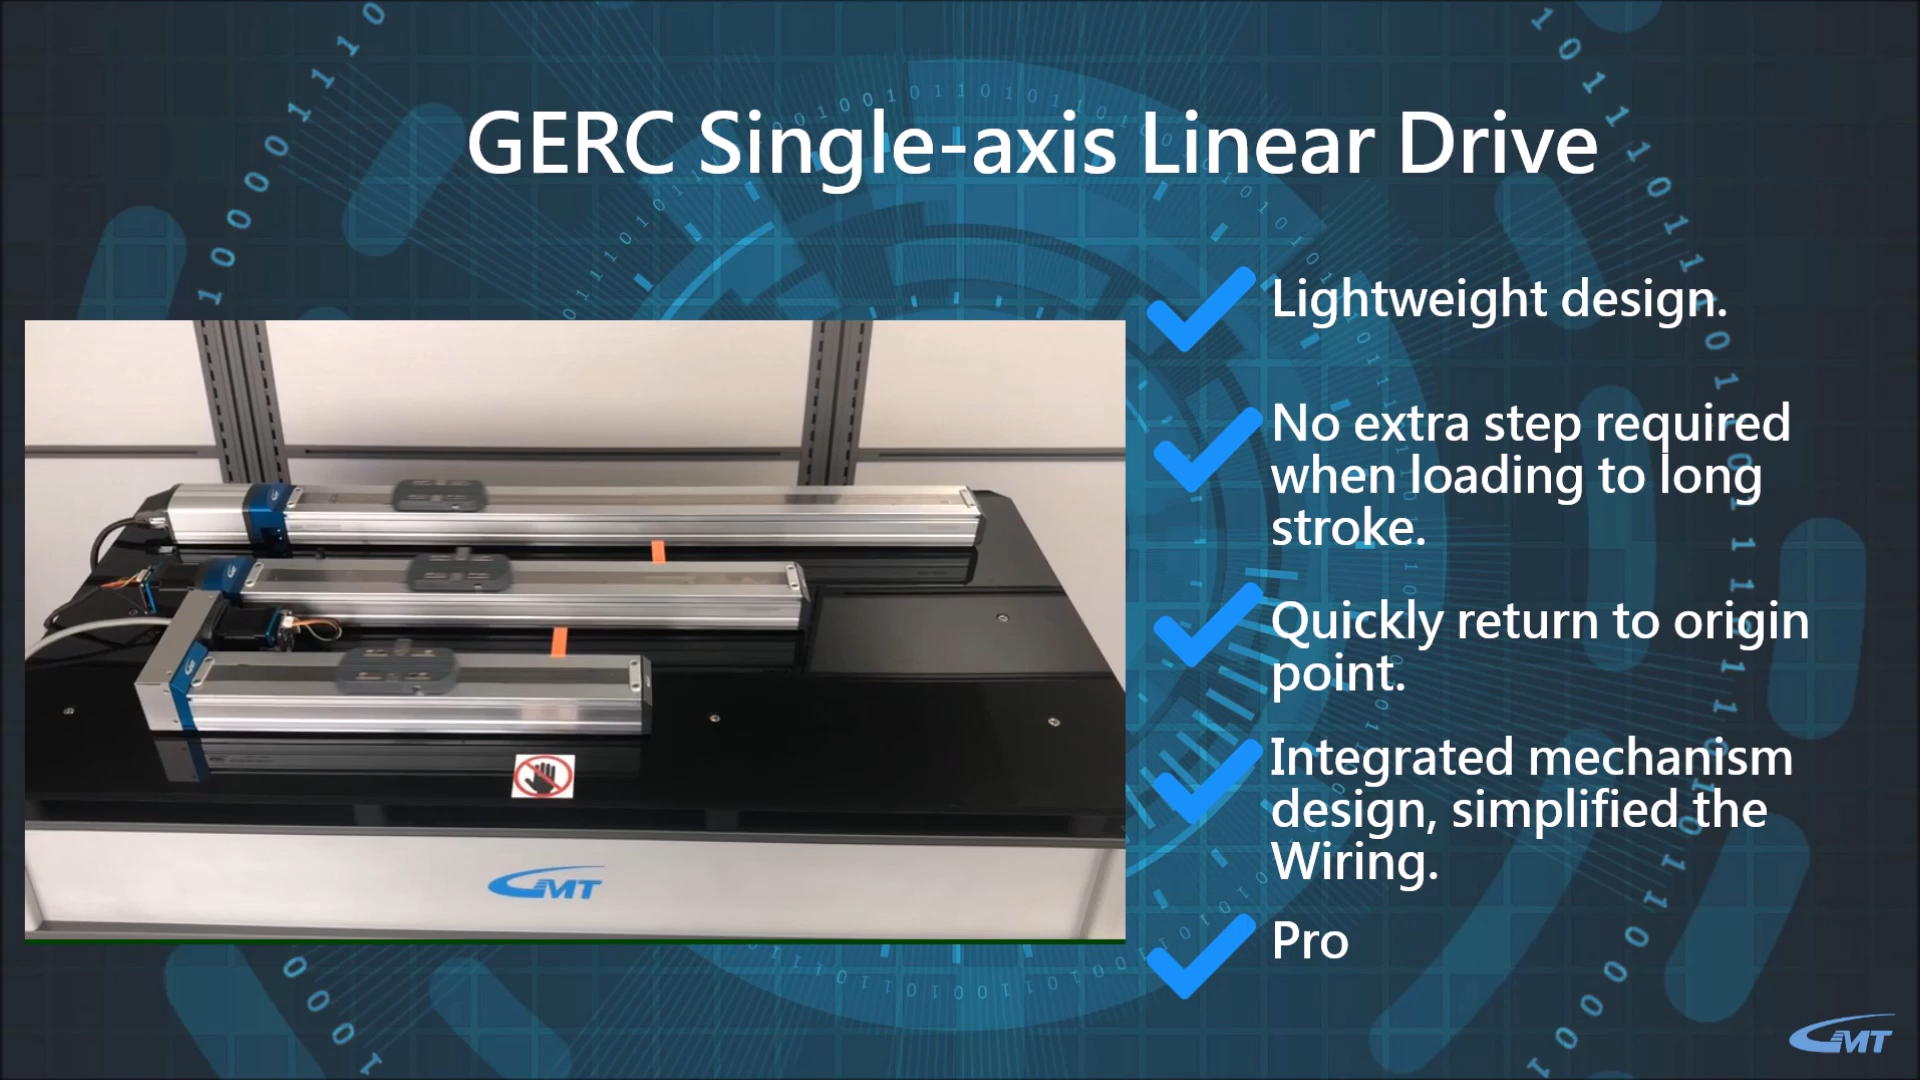 GERC Single-axis Linear Drive
Lightweight design.
No extra step required
when loading to long
stroke.
Quickly return to origin
point.
Integrated mechanism
design, simplified the
Wiring.
Pro
GMT
GMT